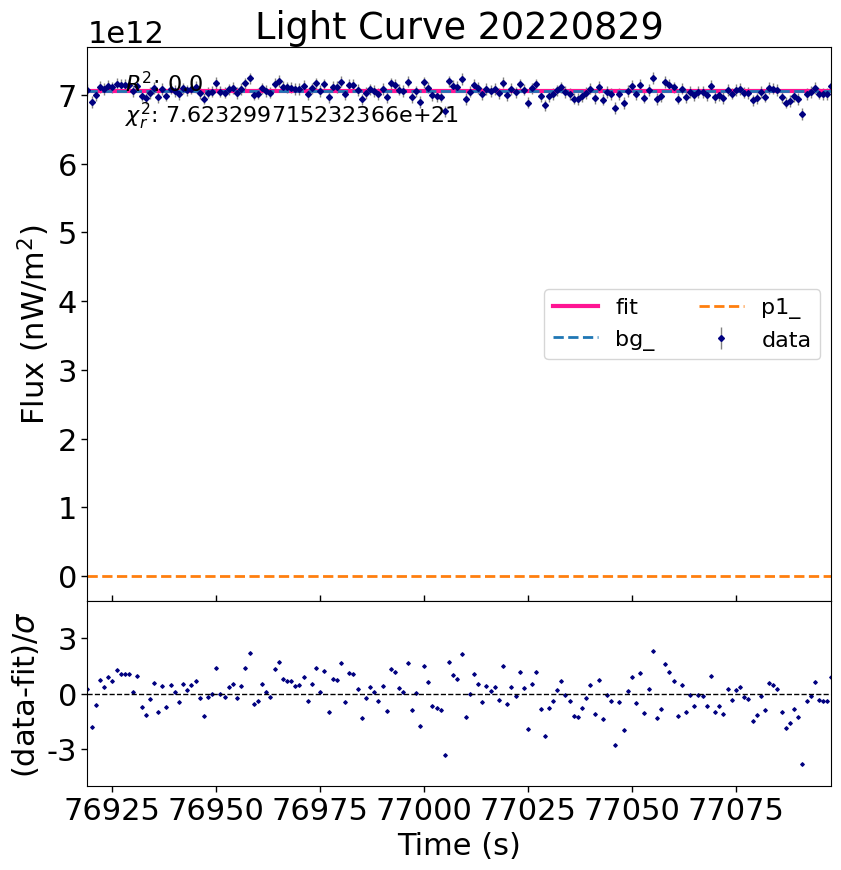 Light Curve 20220829
1e12
R²: 0.0
χ²ᵣ: 7.6232997152323​66e+21
7
6
5
4
3
2
1
0
Flux (nW/m²)
fit
bg_
p1_
data
3
0
-3
(data-fit)/σ
76925 76950 76975 77000 77025 77050 77075
Time (s)